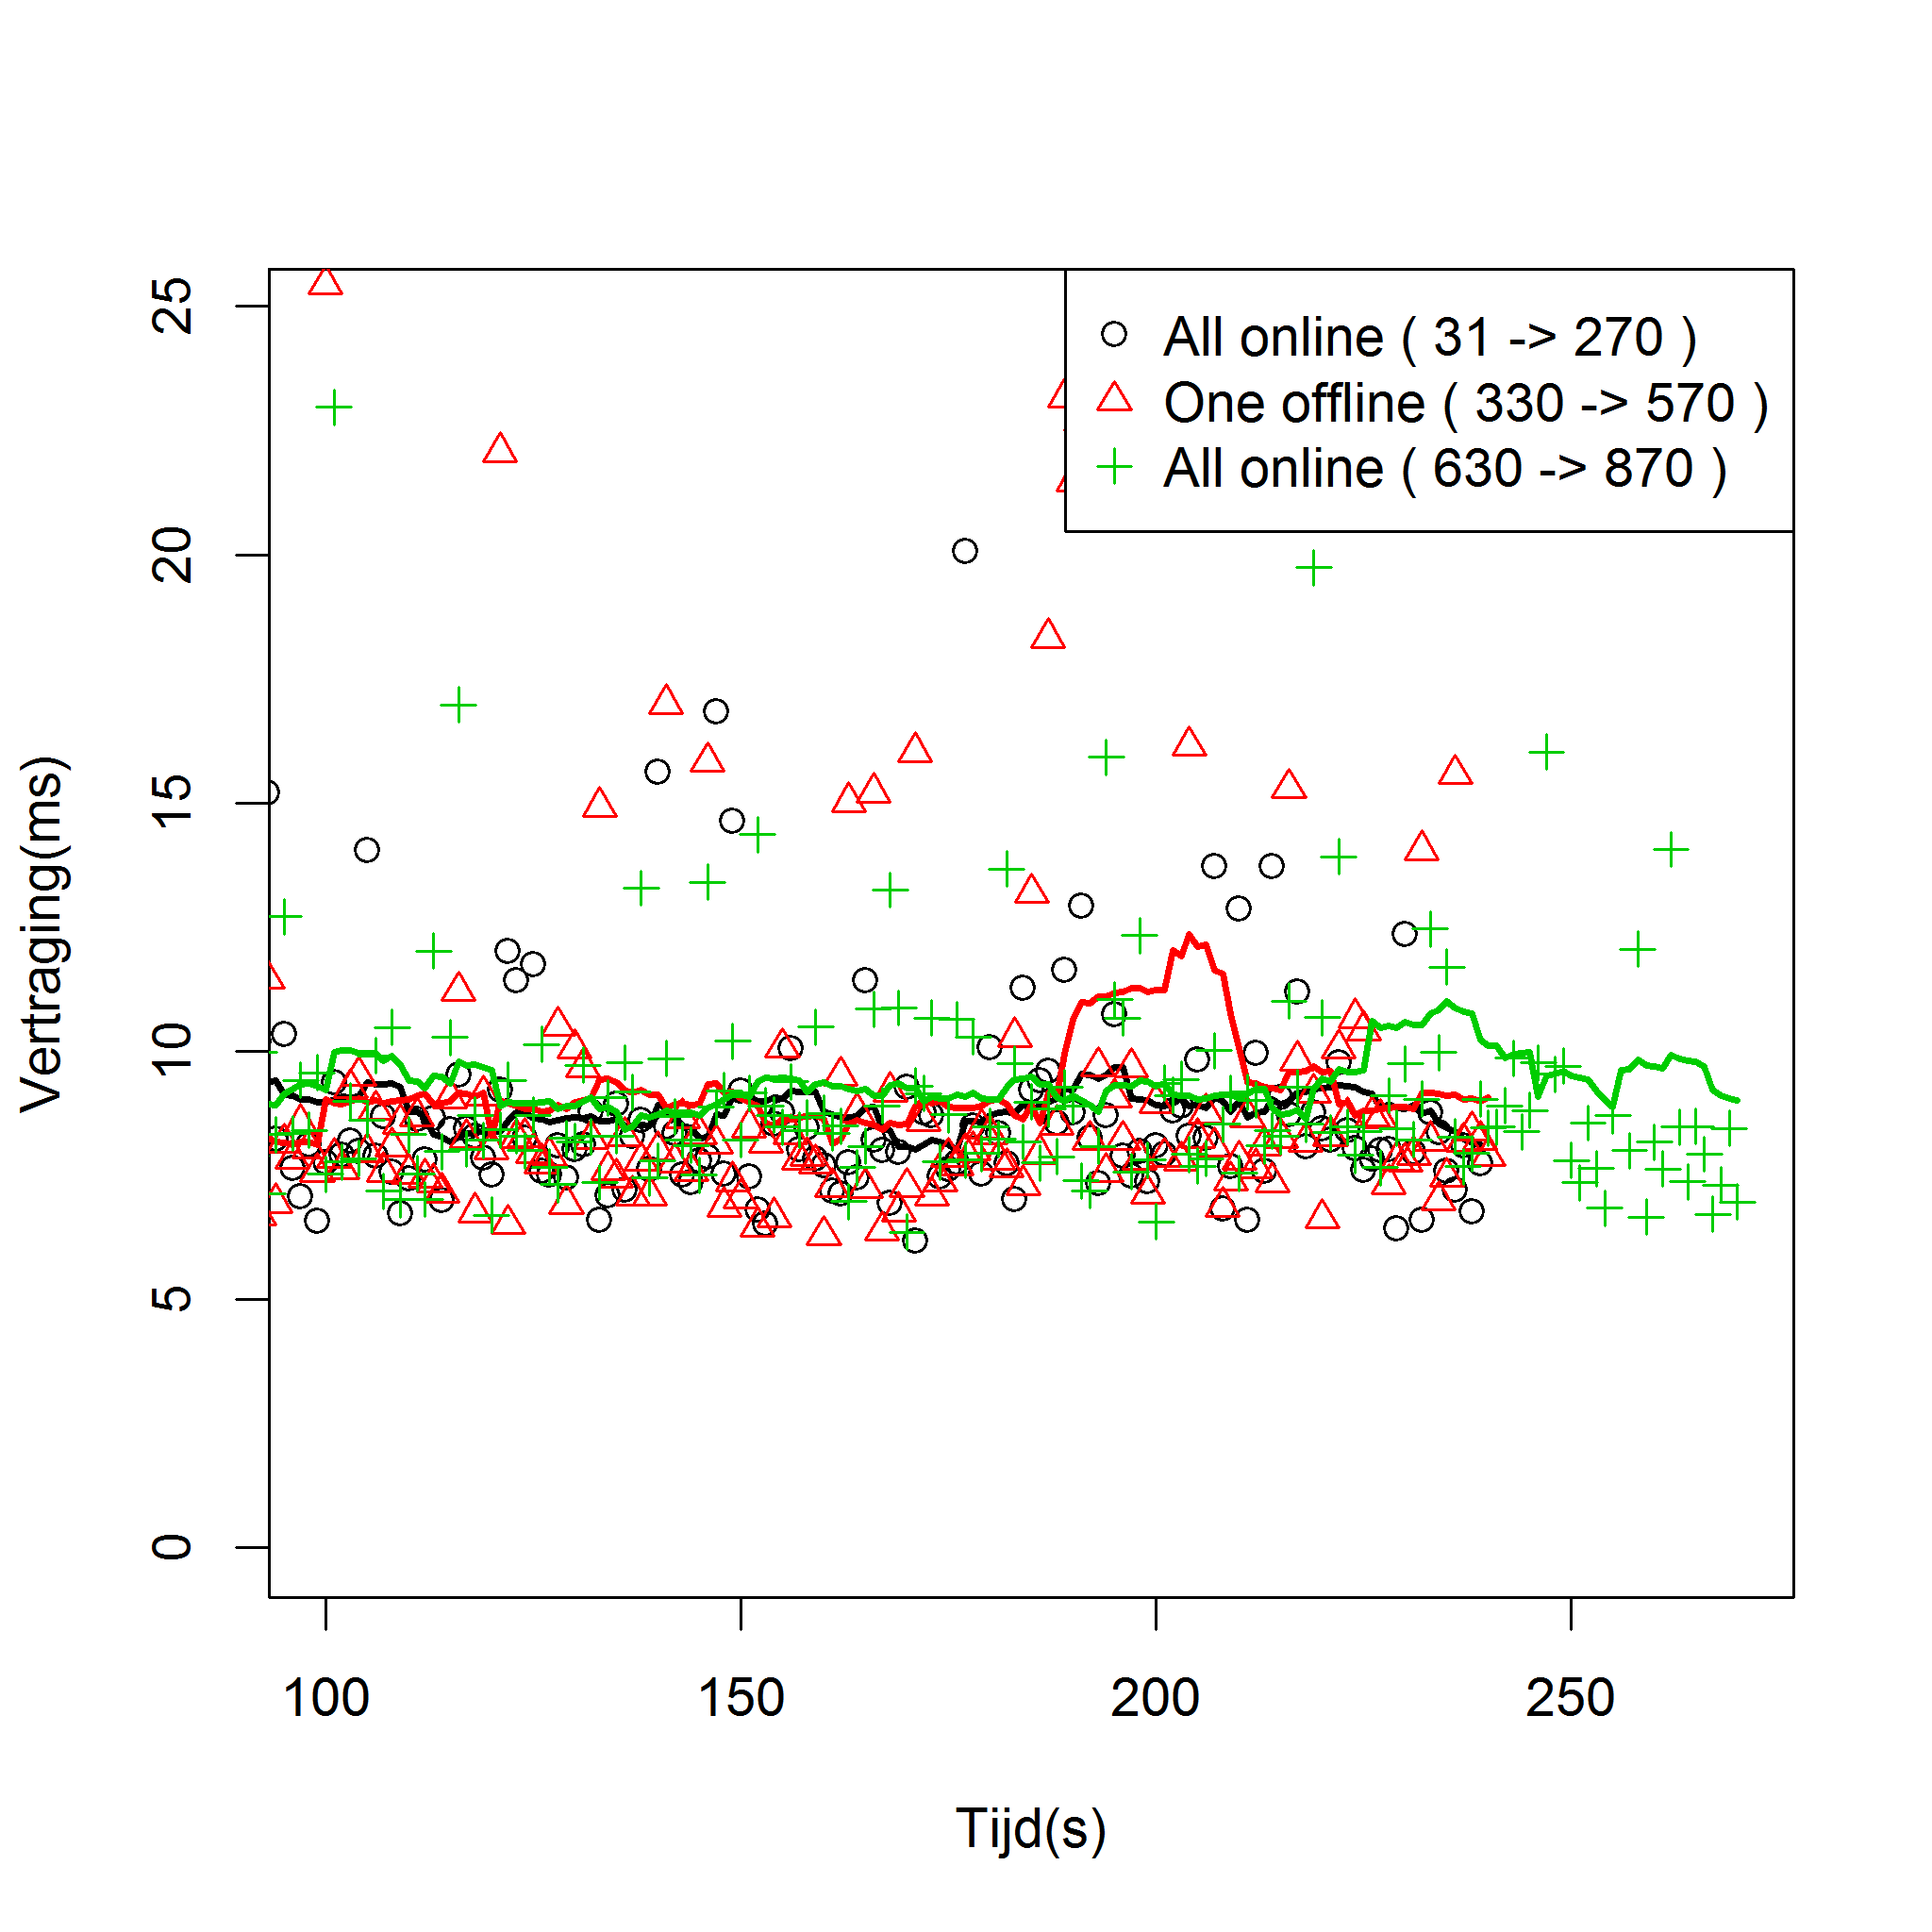 All online ( 31 -> 270 )
One offline ( 330 -> 570 )
All online ( 630 -> 870 )
Vertraging(ms)
25
20
15
10
5
0
100 150 200 250
Tijd(s)